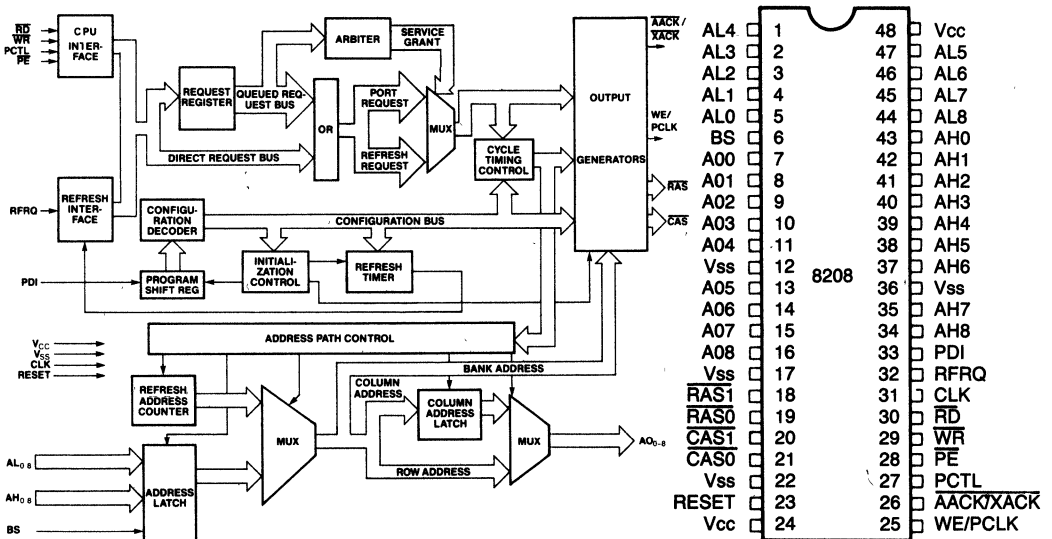 RD
WR
PCTL
PE
CPU
INTER-
FACE
REQUEST
REGISTER
QUEUED REQ-
UEST BUS
ARBITER
SERVICE
GRANT
OR
PORT
REQUEST
REFRESH
REQUEST
MUX
DIRECT REQUEST BUS
CYCLE
TIMING
CONTROL
OUTPUT
GENERATORS
AACK/
XACK
WE/
PCLK
RAS
CAS
RFRQ
REFRESH
INTER-
FACE
CONFIGU-
RATION
DECODER
CONFIGURATION BUS
PDI
PROGRAM
SHIFT REG
INITIALI-
ZATION
CONTROL
REFRESH
TIMER
VCC
VSS
CLK
RESET
ADDRESS PATH CONTROL
BANK ADDRESS
REFRESH
ADDRESS
COUNTER
MUX
COLUMN
ADDRESS
COLUMN
ADDRESS
LATCH
MUX
AO0-8
ROW ADDRESS
AL0 8
AH0 8
BS
ADDRESS
LATCH
AL4 1 48 Vcc
AL3 2 47 AL5
AL2 3 46 AL6
AL1 4 45 AL7
AL0 5 44 AL8
BS 6 43 AH0
A00 7 42 AH1
A01 8 41 AH2
A02 9 40 AH3
A03 10 39 AH4
A04 11 38 AH5
Vss 12 37 AH6
8208
A05 13 36 Vss
A06 14 35 AH7
A07 15 34 AH8
A08 16 33 PDI
Vss 17 32 RFRQ
RAS1 18 31 CLK
RAS0 19 30 RD
CAS1 20 29 WR
CAS0 21 28 PE
Vss 22 27 PCTL
RESET 23 26 AACK/XACK
Vcc 24 25 WE/PCLK